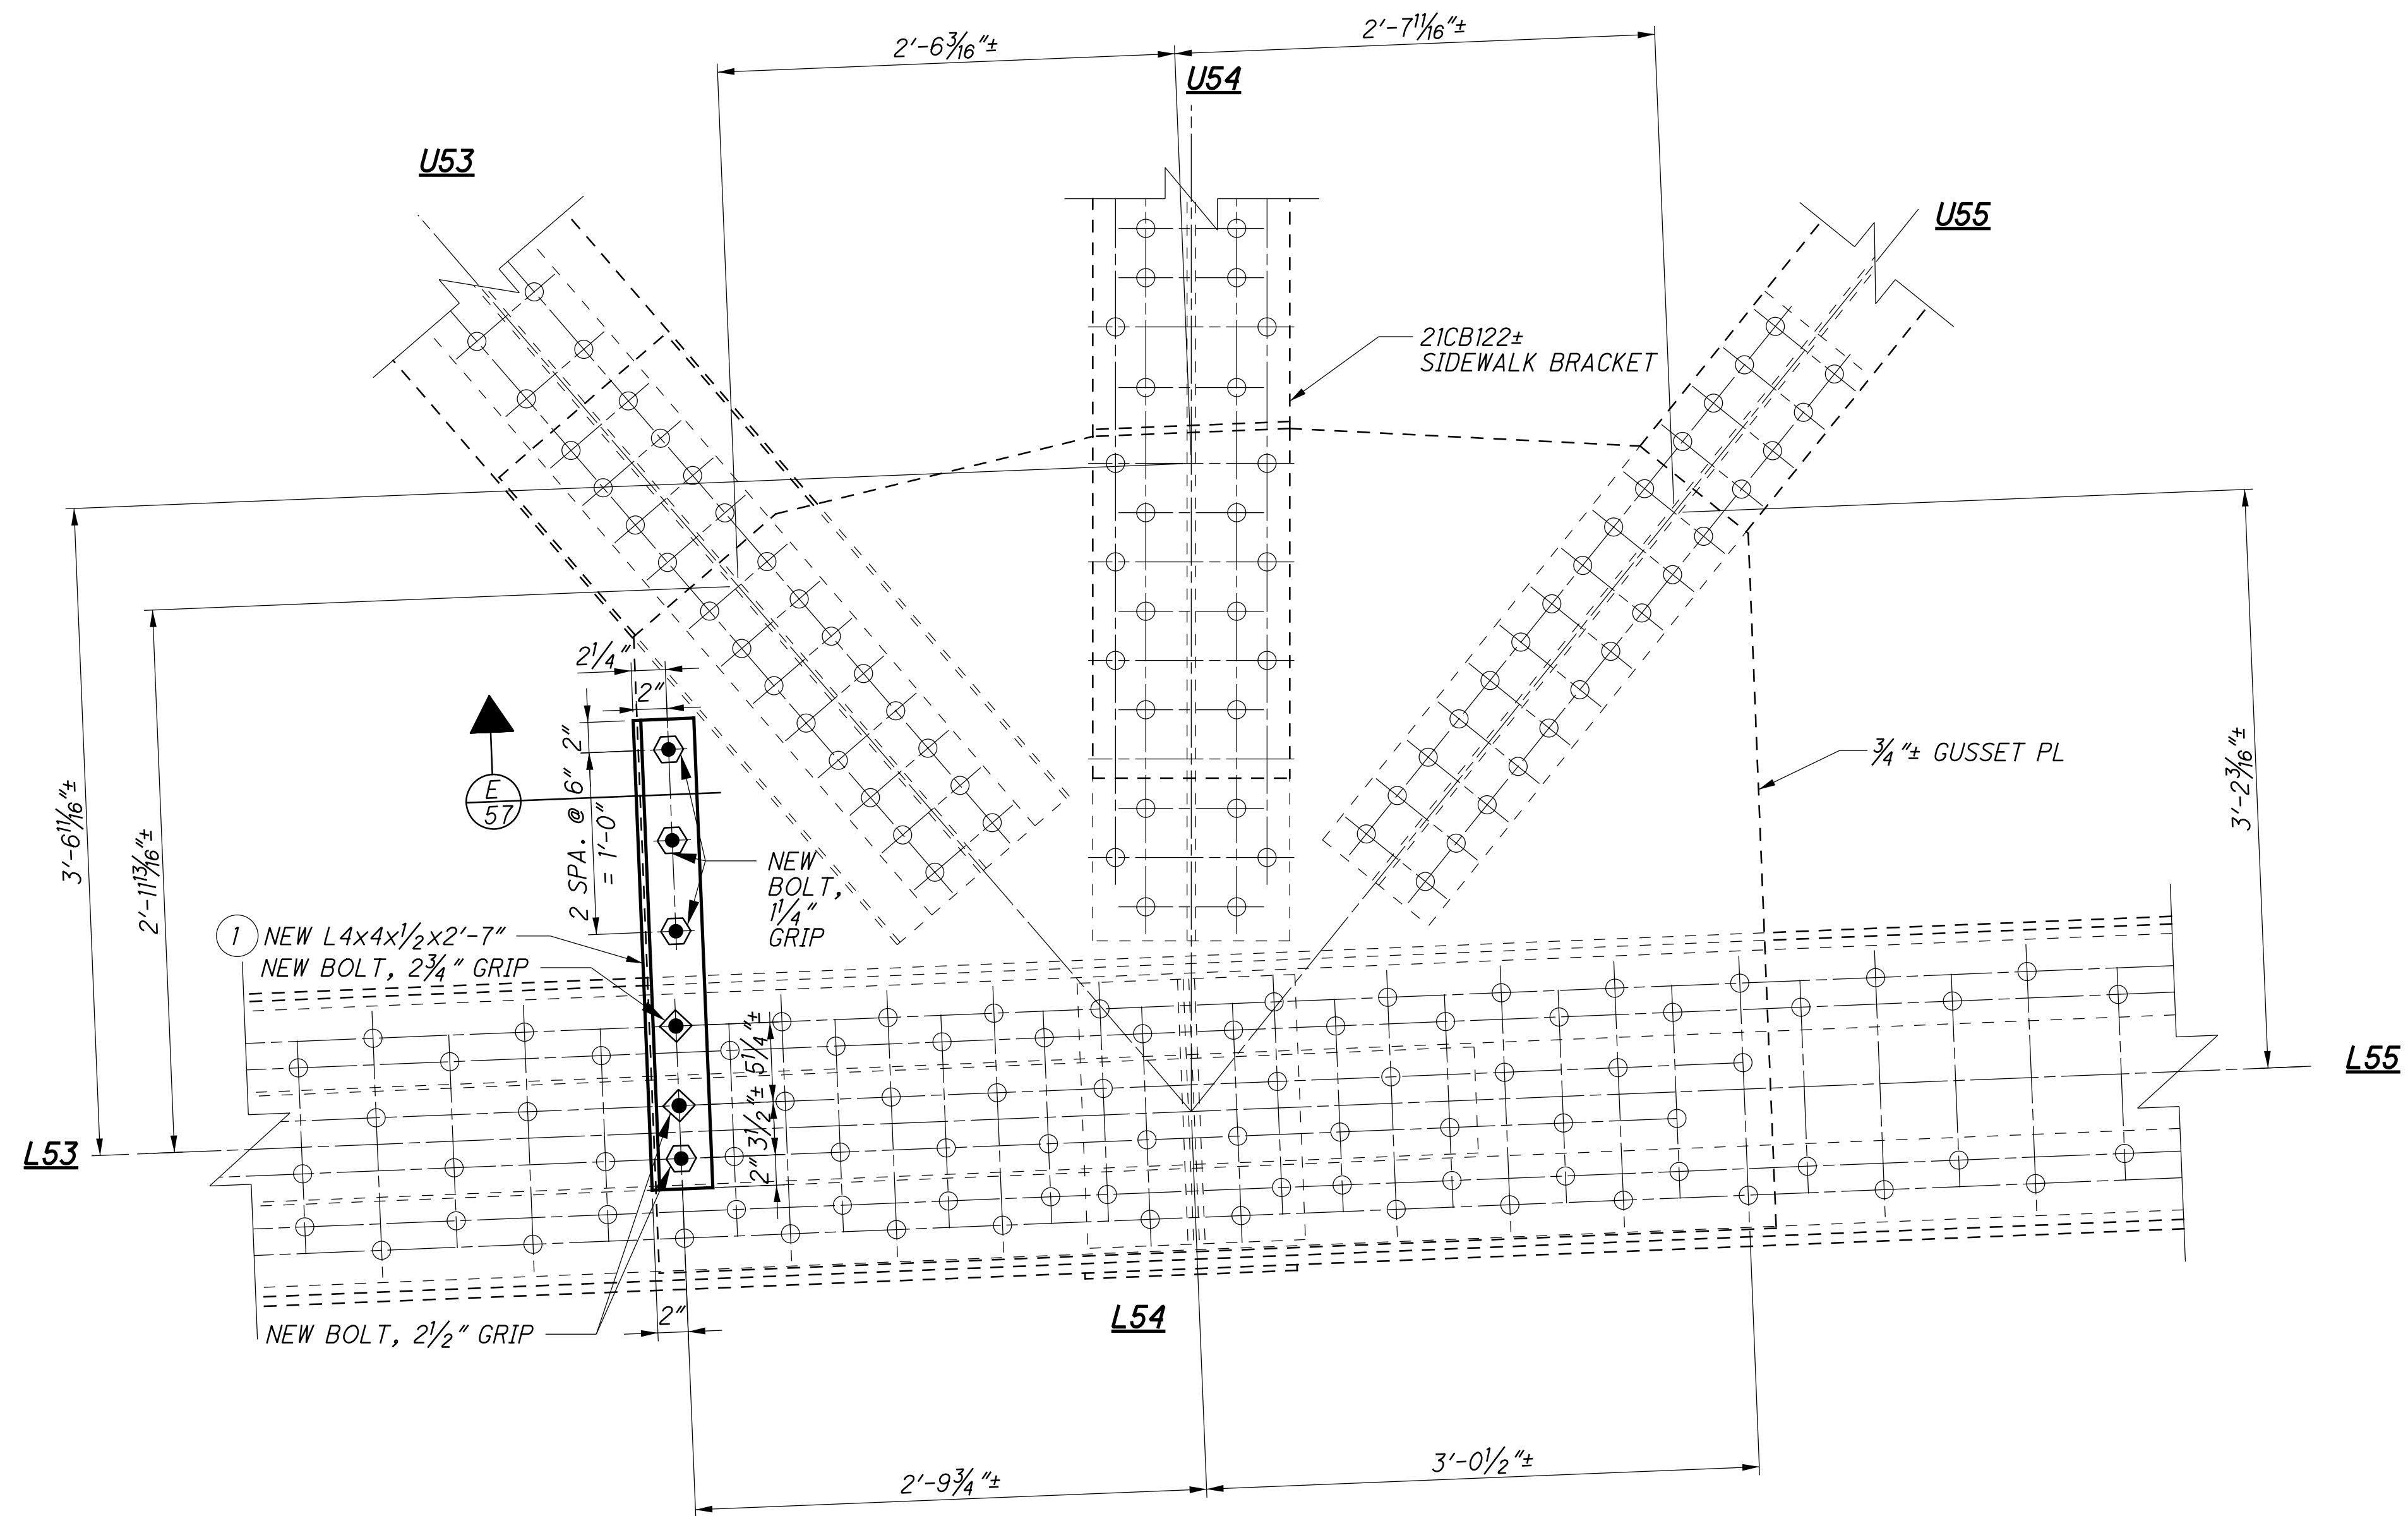 2'-6 3/16"±
2'-7 11/16"±
U54
U53
U55
21CB122±
SIDEWALK BRACKET
2 1/4"
2"
2"
2 SPA. @ 6"
= 1'-0"
E
57
3/4"± GUSSET PL
3'-6 11/16"±
2'-11 13/16"±
3'-2 3/16"±
NEW
BOLT,
1 1/4"
GRIP
1
NEW L4x4x1/2x2'-7"
NEW BOLT, 2 3/4" GRIP
5 1/4"±
3 1/2"±
2"
L55
L53
L54
2"
NEW BOLT, 2 1/2" GRIP
2'-9 3/4"±
3'-0 1/2"±